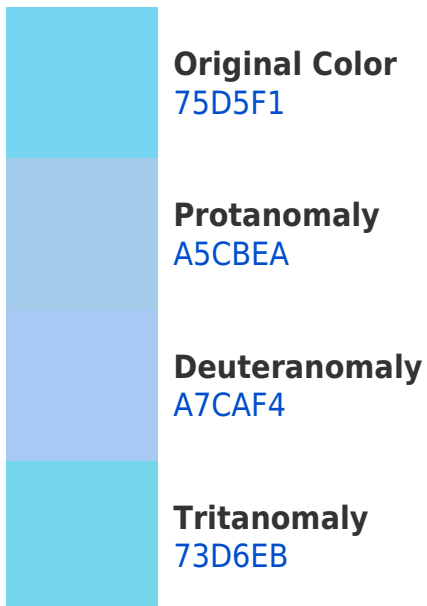 Original Color
75D5F1
Protanomaly
A5CBEA
Deuteranomaly
A7CAF4
Tritanomaly
73D6EB